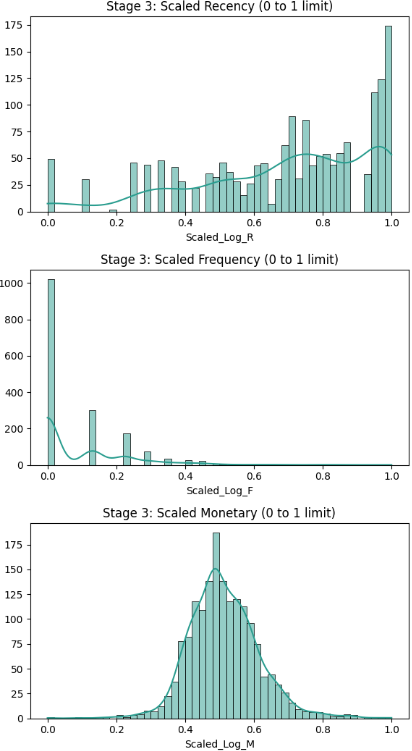 Stage 3: Scaled Recency (0 to 1 limit)
175
150
125
100
75
50
25
0
0.0 0.2 0.4 0.6 0.8 1.0
Scaled_Log_R
Stage 3: Scaled Frequency (0 to 1 limit)
1000
800
600
400
200
0
0.0 0.2 0.4 0.6 0.8 1.0
Scaled_Log_F
Stage 3: Scaled Monetary (0 to 1 limit)
175
150
125
100
75
50
25
0
0.0 0.2 0.4 0.6 0.8 1.0
Scaled_Log_M